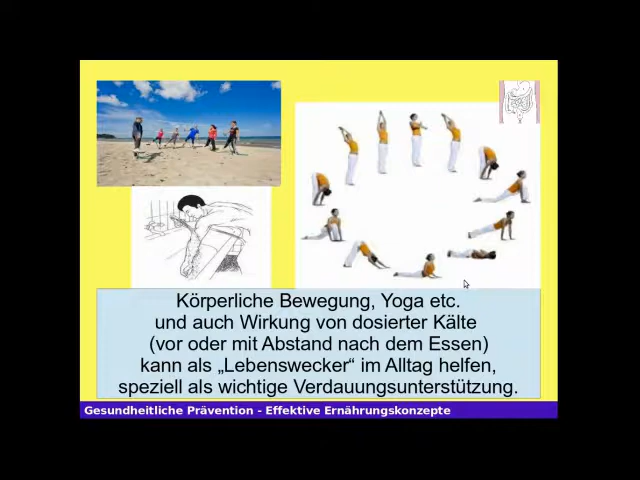 Körperliche Bewegung, Yoga etc.
und auch Wirkung von dosierter Kälte
(vor oder mit Abstand nach dem Essen)
kann als „Lebenswecker“ im Alltag helfen,
speziell als wichtige Verdauungsunterstützung.
Gesundheitliche Prävention - Effektive Ernährungskonzepte